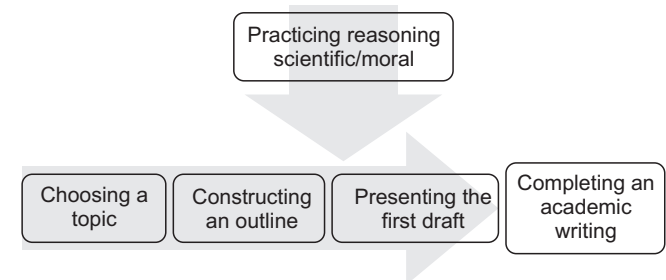 Practicing reasoning
scientific/moral
Choosing a
topic
Constructing
an outline
Presenting the
first draft
Completing an
academic
writing